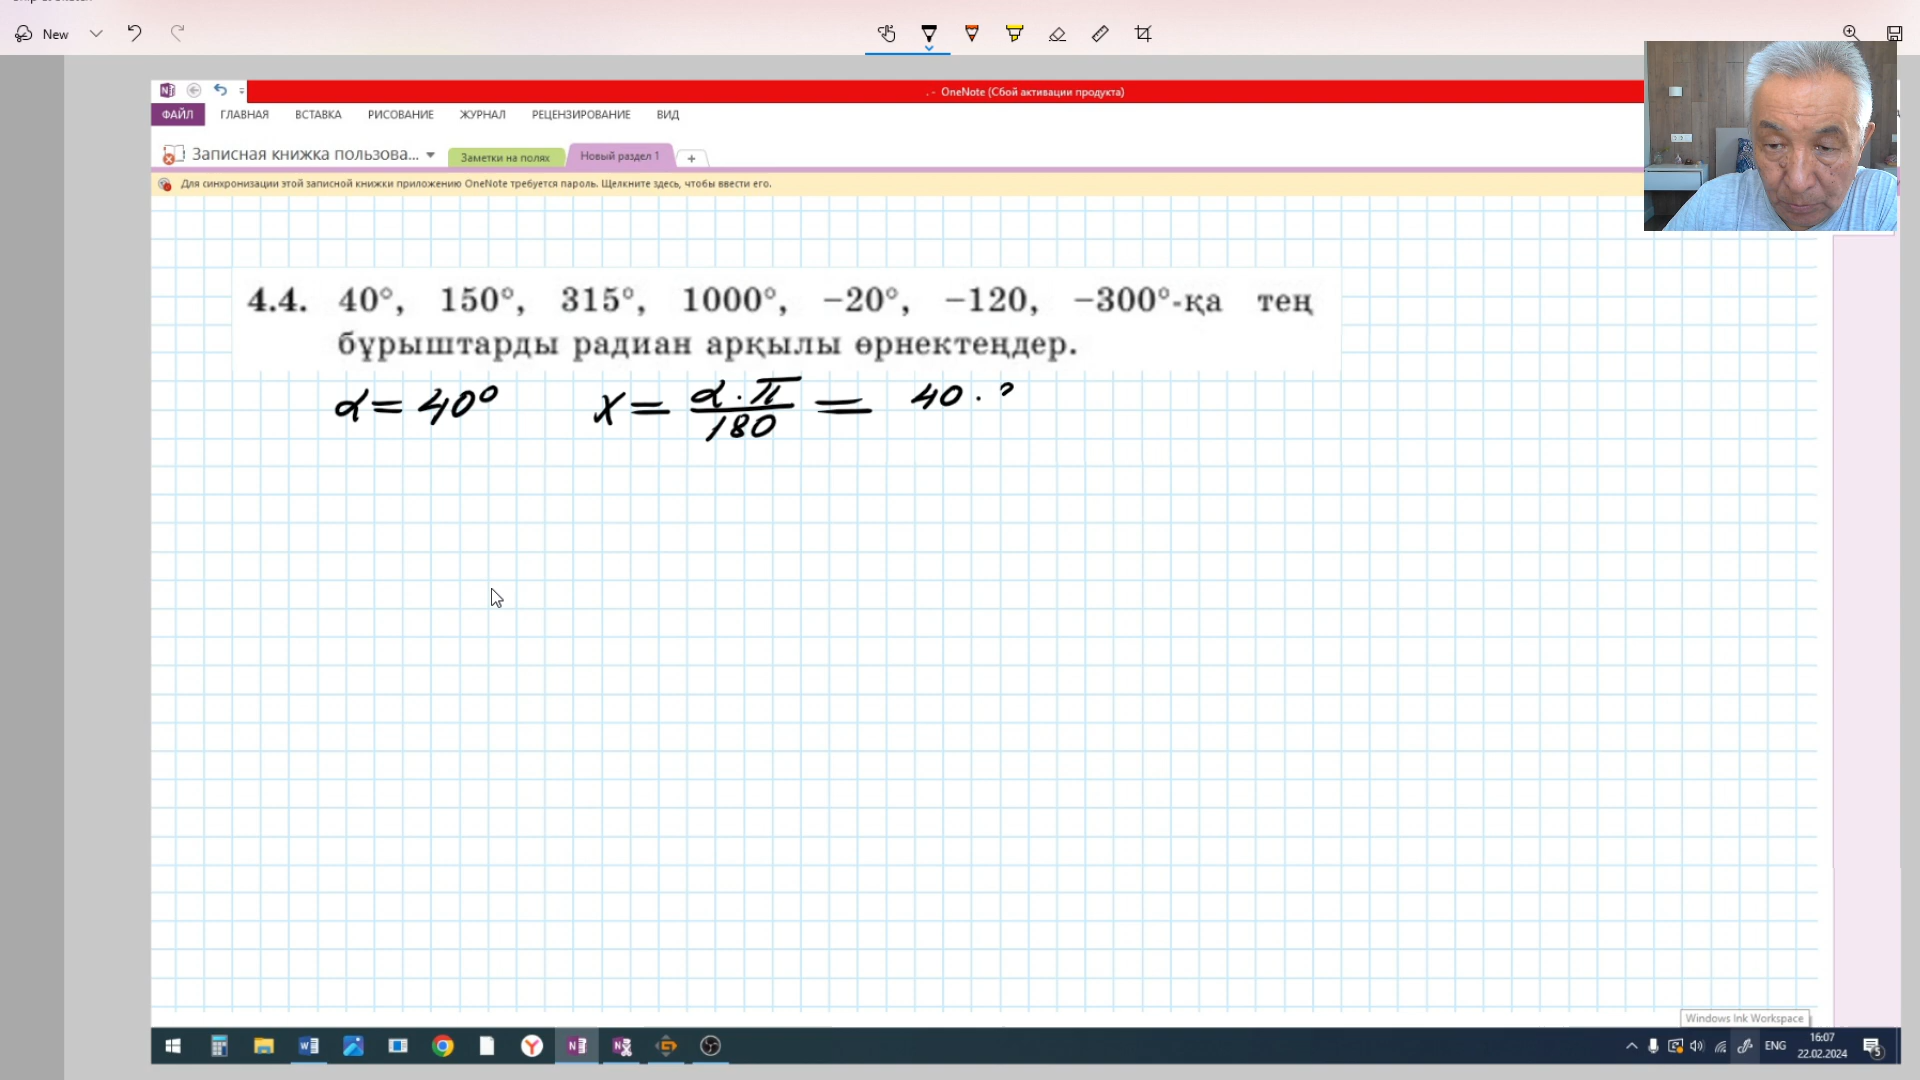 New
. - OneNote (Сбой активации продукта)
ФАЙЛ ГЛАВНАЯ ВСТАВКА РИСОВАНИЕ ЖУРНАЛ РЕЦЕНЗИРОВАНИЕ ВИД
Записная книжка пользова... Заметки на полях Новый раздел 1 +
Для синхронизации этой записной книжки приложению OneNote требуется пароль. Щелкните здесь, чтобы ввести его.
4.4. 40°, 150°, 315°, 1000°, −20°, −120, −300°-қа тең
бұрыштарды радиан арқылы өрнектеңдер.
α = 40° x = α · π / 180 = 40 ·
Windows Ink Workspace
ENG 16:07
22.02.2024 5